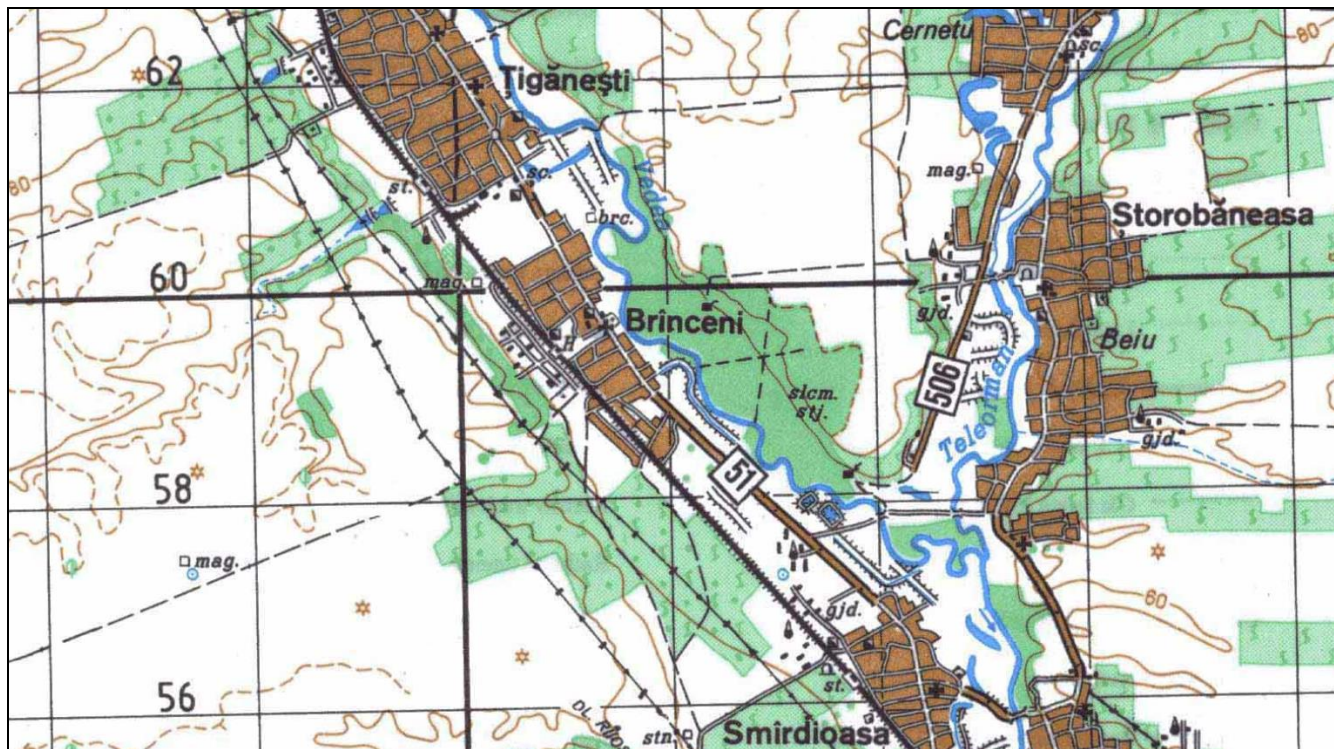 Cernetu
sc.
80
62
Țigănești
sc.
st.
Vedea
mag.
brc.
80
Storobăneasa
60
mag.
gjd.
Brînceni
H
Beiu
506
Teleorman
slcm.
stj.
gjd.
51
58
mag.
60
gjd.
56
st.
stn.
Smîrdioasa